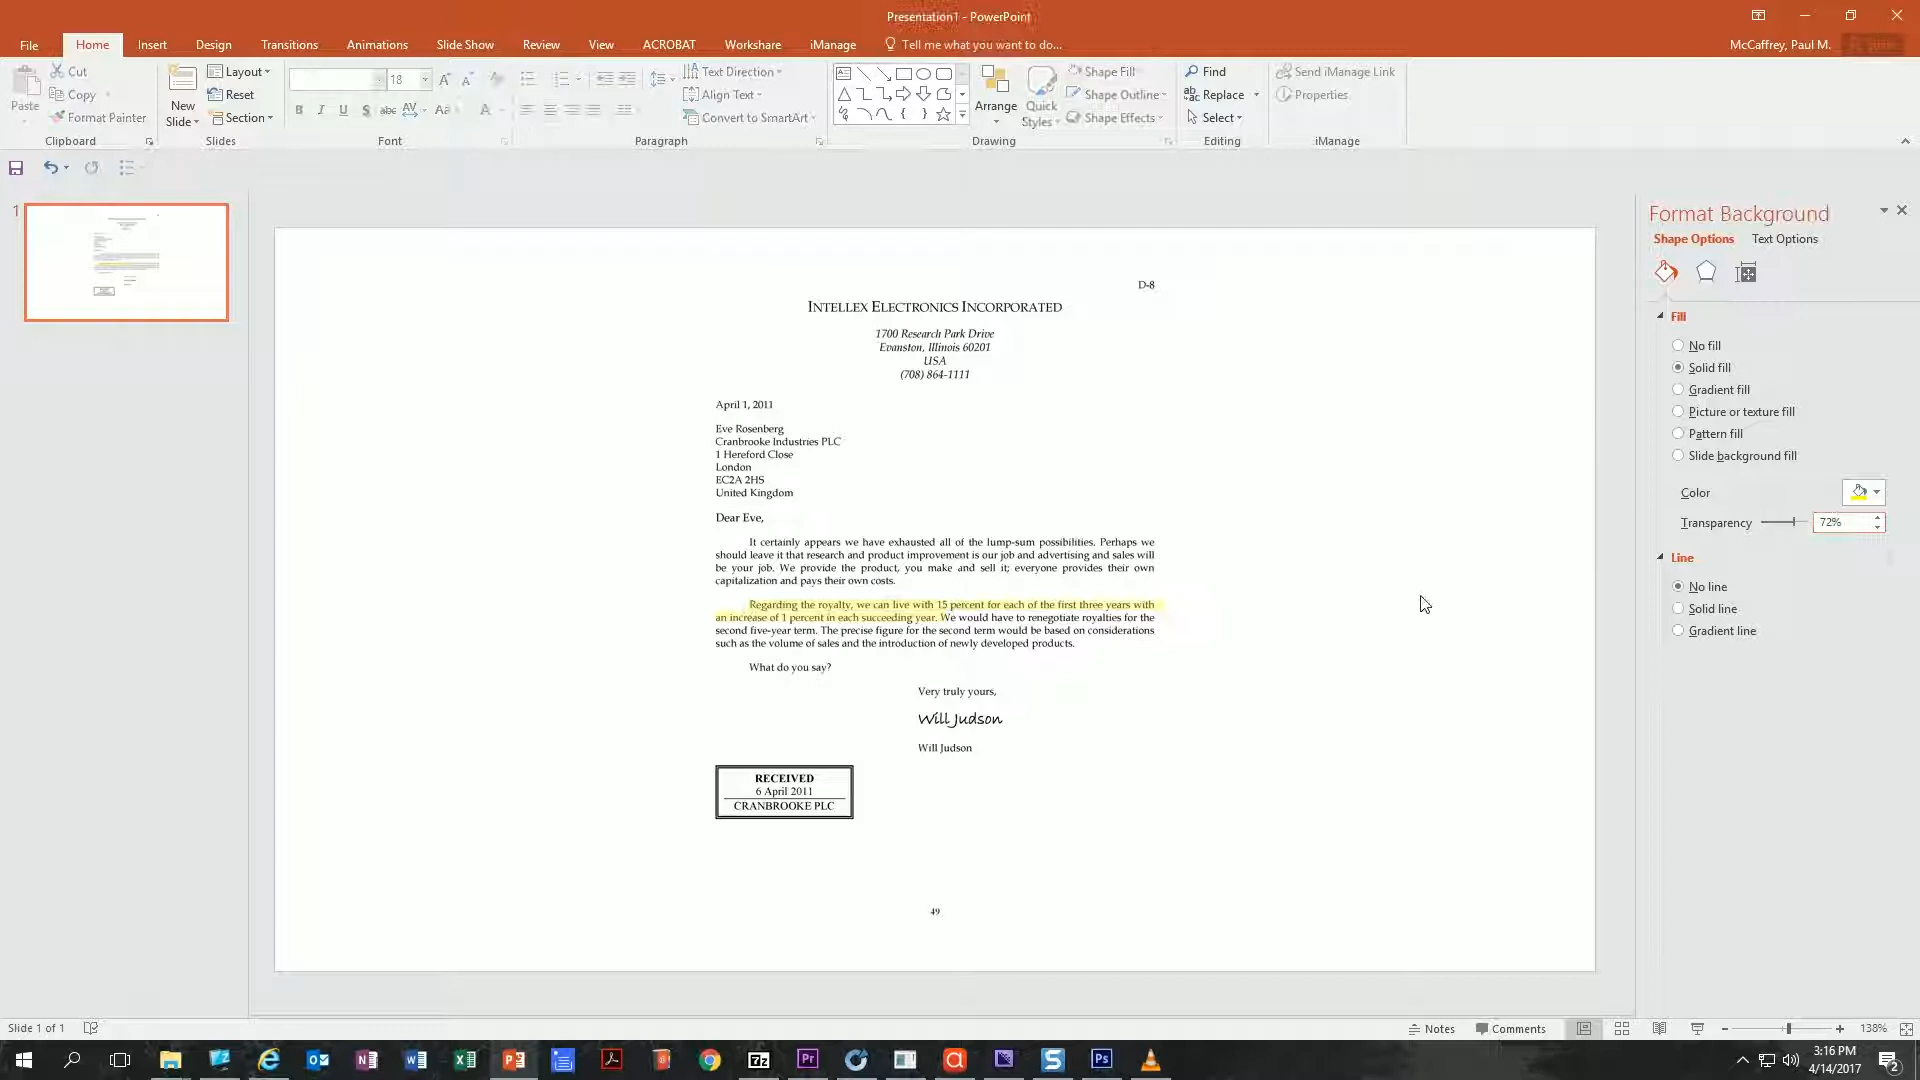 Presentation1 - PowerPoint
File Home Insert Design Transitions Animations Slide Show Review View ACROBAT Workshare iManage Tell me what you want to do... McCaffrey, Paul M.
Paste
Cut
Copy
Format Painter
Clipboard
New
Slide
Layout
Reset
Section
Slides
18
B I U S abc AV Aa A
Font
Text Direction
Align Text
Convert to SmartArt
Paragraph
Arrange
Quick
Styles
Shape Fill
Shape Outline
Shape Effects
Drawing
Find
Replace
Select
Editing
Send iManage Link
Properties
iManage
1
D-8
INTELLEX ELECTRONICS INCORPORATED
1700 Research Park Drive
Evanston, Illinois 60201
USA
(708) 864-1111
April 1, 2011
Eve Rosenberg
Cranbrooke Industries PLC
1 Hereford Close
London
EC2A 2HS
United Kingdom
Dear Eve,
It certainly appears we have exhausted all of the lump-sum possibilities. Perhaps we
should leave it that research and product improvement is our job and advertising and sales will
be your job. We provide the product, you make and sell it; everyone provides their own
capitalization and pays their own costs.
Regarding the royalty, we can live with 15 percent for each of the first three years with
an increase of 1 percent in each succeeding year. We would have to renegotiate royalties for the
second five-year term. The precise figure for the second term would be based on considerations
such as the volume of sales and the introduction of newly developed products.
What do you say?
Very truly yours,
Will Judson
Will Judson
RECEIVED
6 April 2011
CRANBROOKE PLC
49
Format Background
Shape Options Text Options
Fill
No fill
Solid fill
Gradient fill
Picture or texture fill
Pattern fill
Slide background fill
Color
Transparency 72%
Line
No line
Solid line
Gradient line
Slide 1 of 1
Notes Comments 138%
3:16 PM
4/14/2017
2